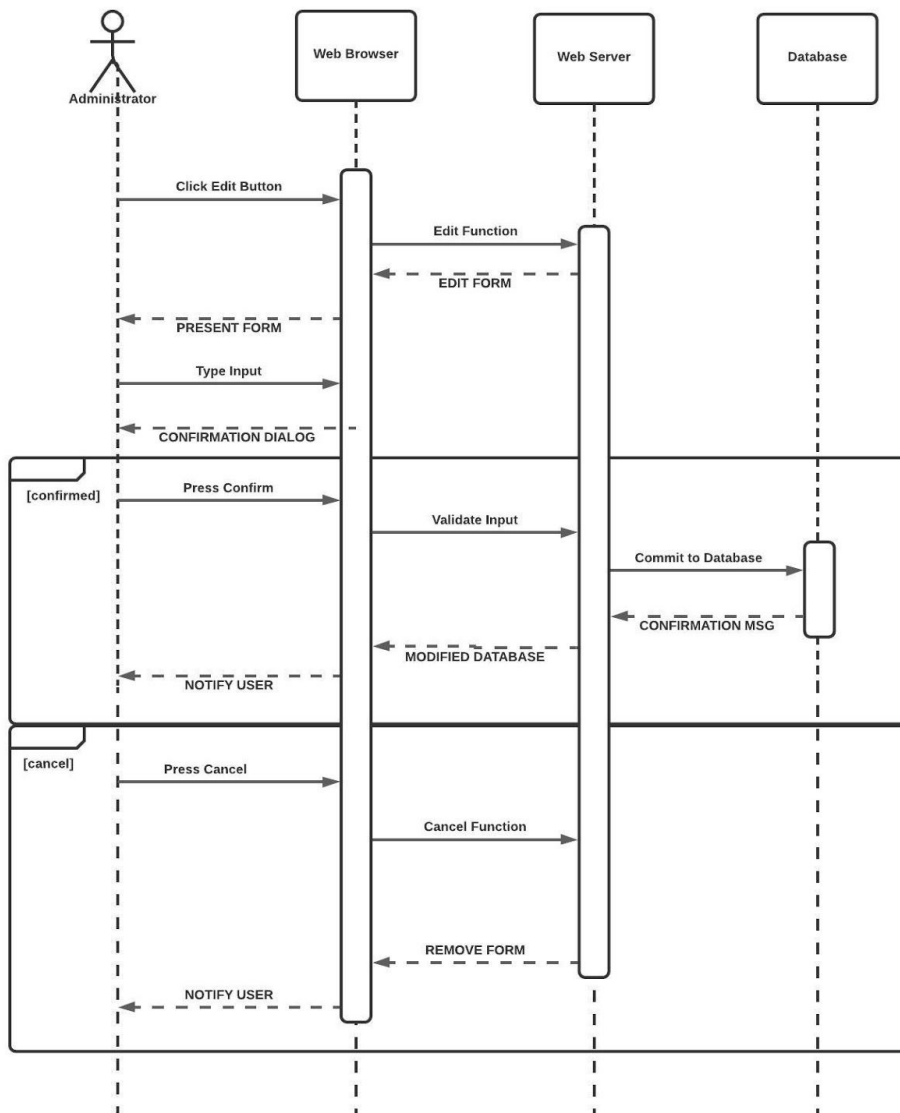 Administrator
Web Browser
Web Server
Database
Click Edit Button
Edit Function
EDIT FORM
PRESENT FORM
Type Input
CONFIRMATION DIALOG
[confirmed]
Press Confirm
Validate Input
Commit to Database
CONFIRMATION MSG
MODIFIED DATABASE
NOTIFY USER
[cancel]
Press Cancel
Cancel Function
REMOVE FORM
NOTIFY USER